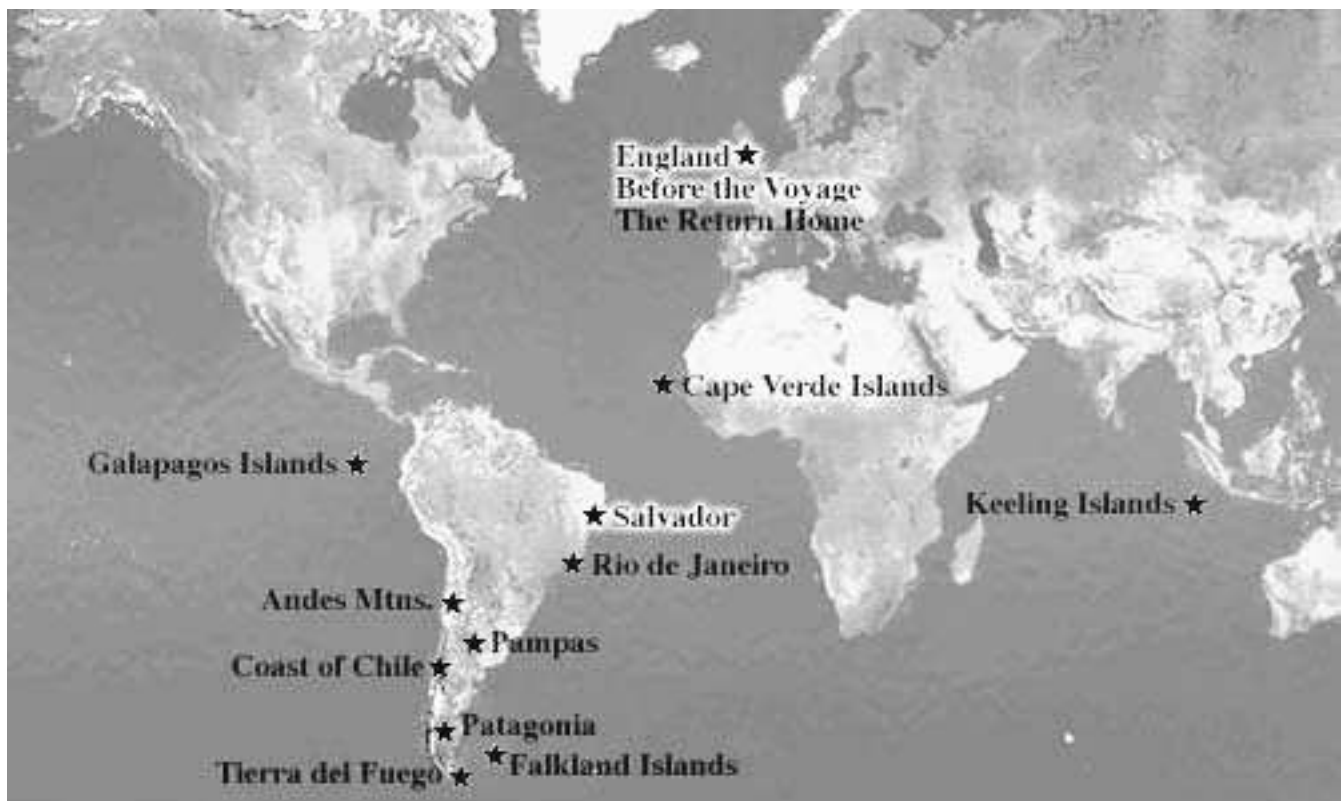 England
Before the Voyage
The Return Home
Cape Verde Islands
Galapagos Islands
Keeling Islands
Salvador
Rio de Janeiro
Andes Mtns.
Pampas
Coast of Chile
Patagonia
Falkland Islands
Tierra del Fuego